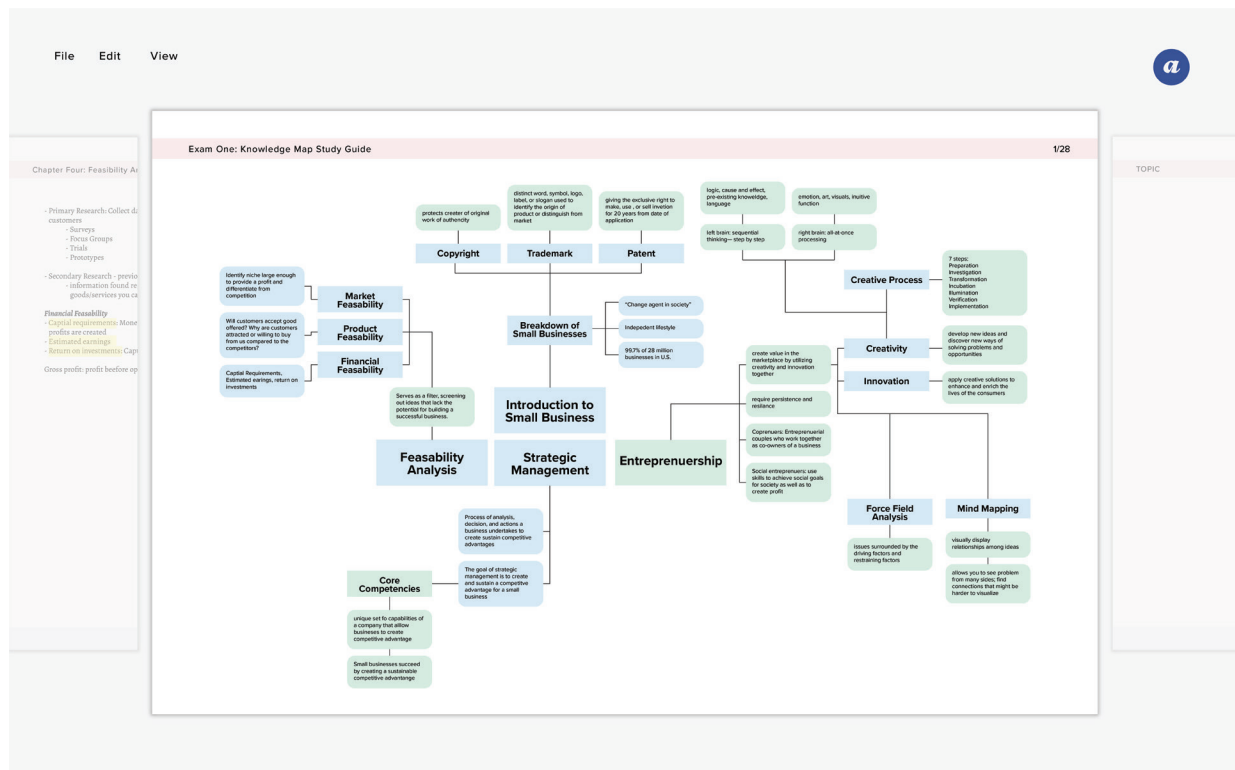 File Edit View
a
Chapter Four: Feasibility
- Primary Research: Collect
customers
- Surveys
- Focus Groups
- Trials
- Prototypes
- Secondary Research - previo
- information found re
goods/services you ca
Financial Feasibility
- Captial requirements: Mone
profits are created
- Estimated earnings
- Return on investments: Cap
Gross profit: profit beefore op
Exam One: Knowledge Map Study Guide
1/28
protects creater of original
work of authencity
Copyright
distinct word, symbol, logo,
label, or slogan used to
identify the origin of
product or distinguish from
market
Trademark
giving the exclusive right to
make, use , or sell invetion
for 20 years from date of
application
Patent
Identify niche large enough
to provide a profit and
differentiate from
competition
Market
Feasability
Will customers accept good
offered? Why are customers
attracted or willing to buy
from us compared to the
competitors?
Product
Feasability
Captial Requirements,
Estimated earings, return on
investments
Financial
Feasability
Serves as a filter, screening
out ideas that lack the
potential for building a
successful business.
Feasability
Analysis
Breakdown of
Small Businesses
"Change agent in society"
Indepedent lifestyle
99.7% of 28 million
businesses in U.S.
Introduction to
Small Business
Strategic
Management
Process of analysis,
decision, and actions a
business undertakes to
create sustain competitive
advantages
The goal of strategic
management is to create
and sustain a competitve
advantage for a small
business
Core
Competencies
unique set fo capabilities of
a company that alllow
busineses to create
competitive advantage
Small businesses succeed
by creating a sustainable
competitive advantange
Entreprenuership
create value in the
marketplace by utilizing
creativity and innovation
together
require persistence and
resilance
Coprenuers: Entreprenuerial
couples who work together
as co-owners of a business
Social entreprenuers: use
skills to achieve social goals
for society as well as to
create profit
logic, cause and effect,
pre-existing knoweldge,
language
left brain: sequential
thinking— step by step
emotion, art, visuals, inuitive
function
right brain: all-at-once
processing
Creative Process
7 steps:
Preparation
Investigation
Transformation
Incubation
Illumination
Verification
Implementation
Creativity
develop new ideas and
discover new ways of
solving problems and
opportunities
Innovation
apply creative solutions to
enhance and enrich the
lives of the consumers
Force Field
Analysis
issues surrounded by the
driving factors and
restraining factors
Mind Mapping
visually display
relationships among ideas
allows you to see problem
from many sides; find
connections that might be
harder to visualize
TOPIC